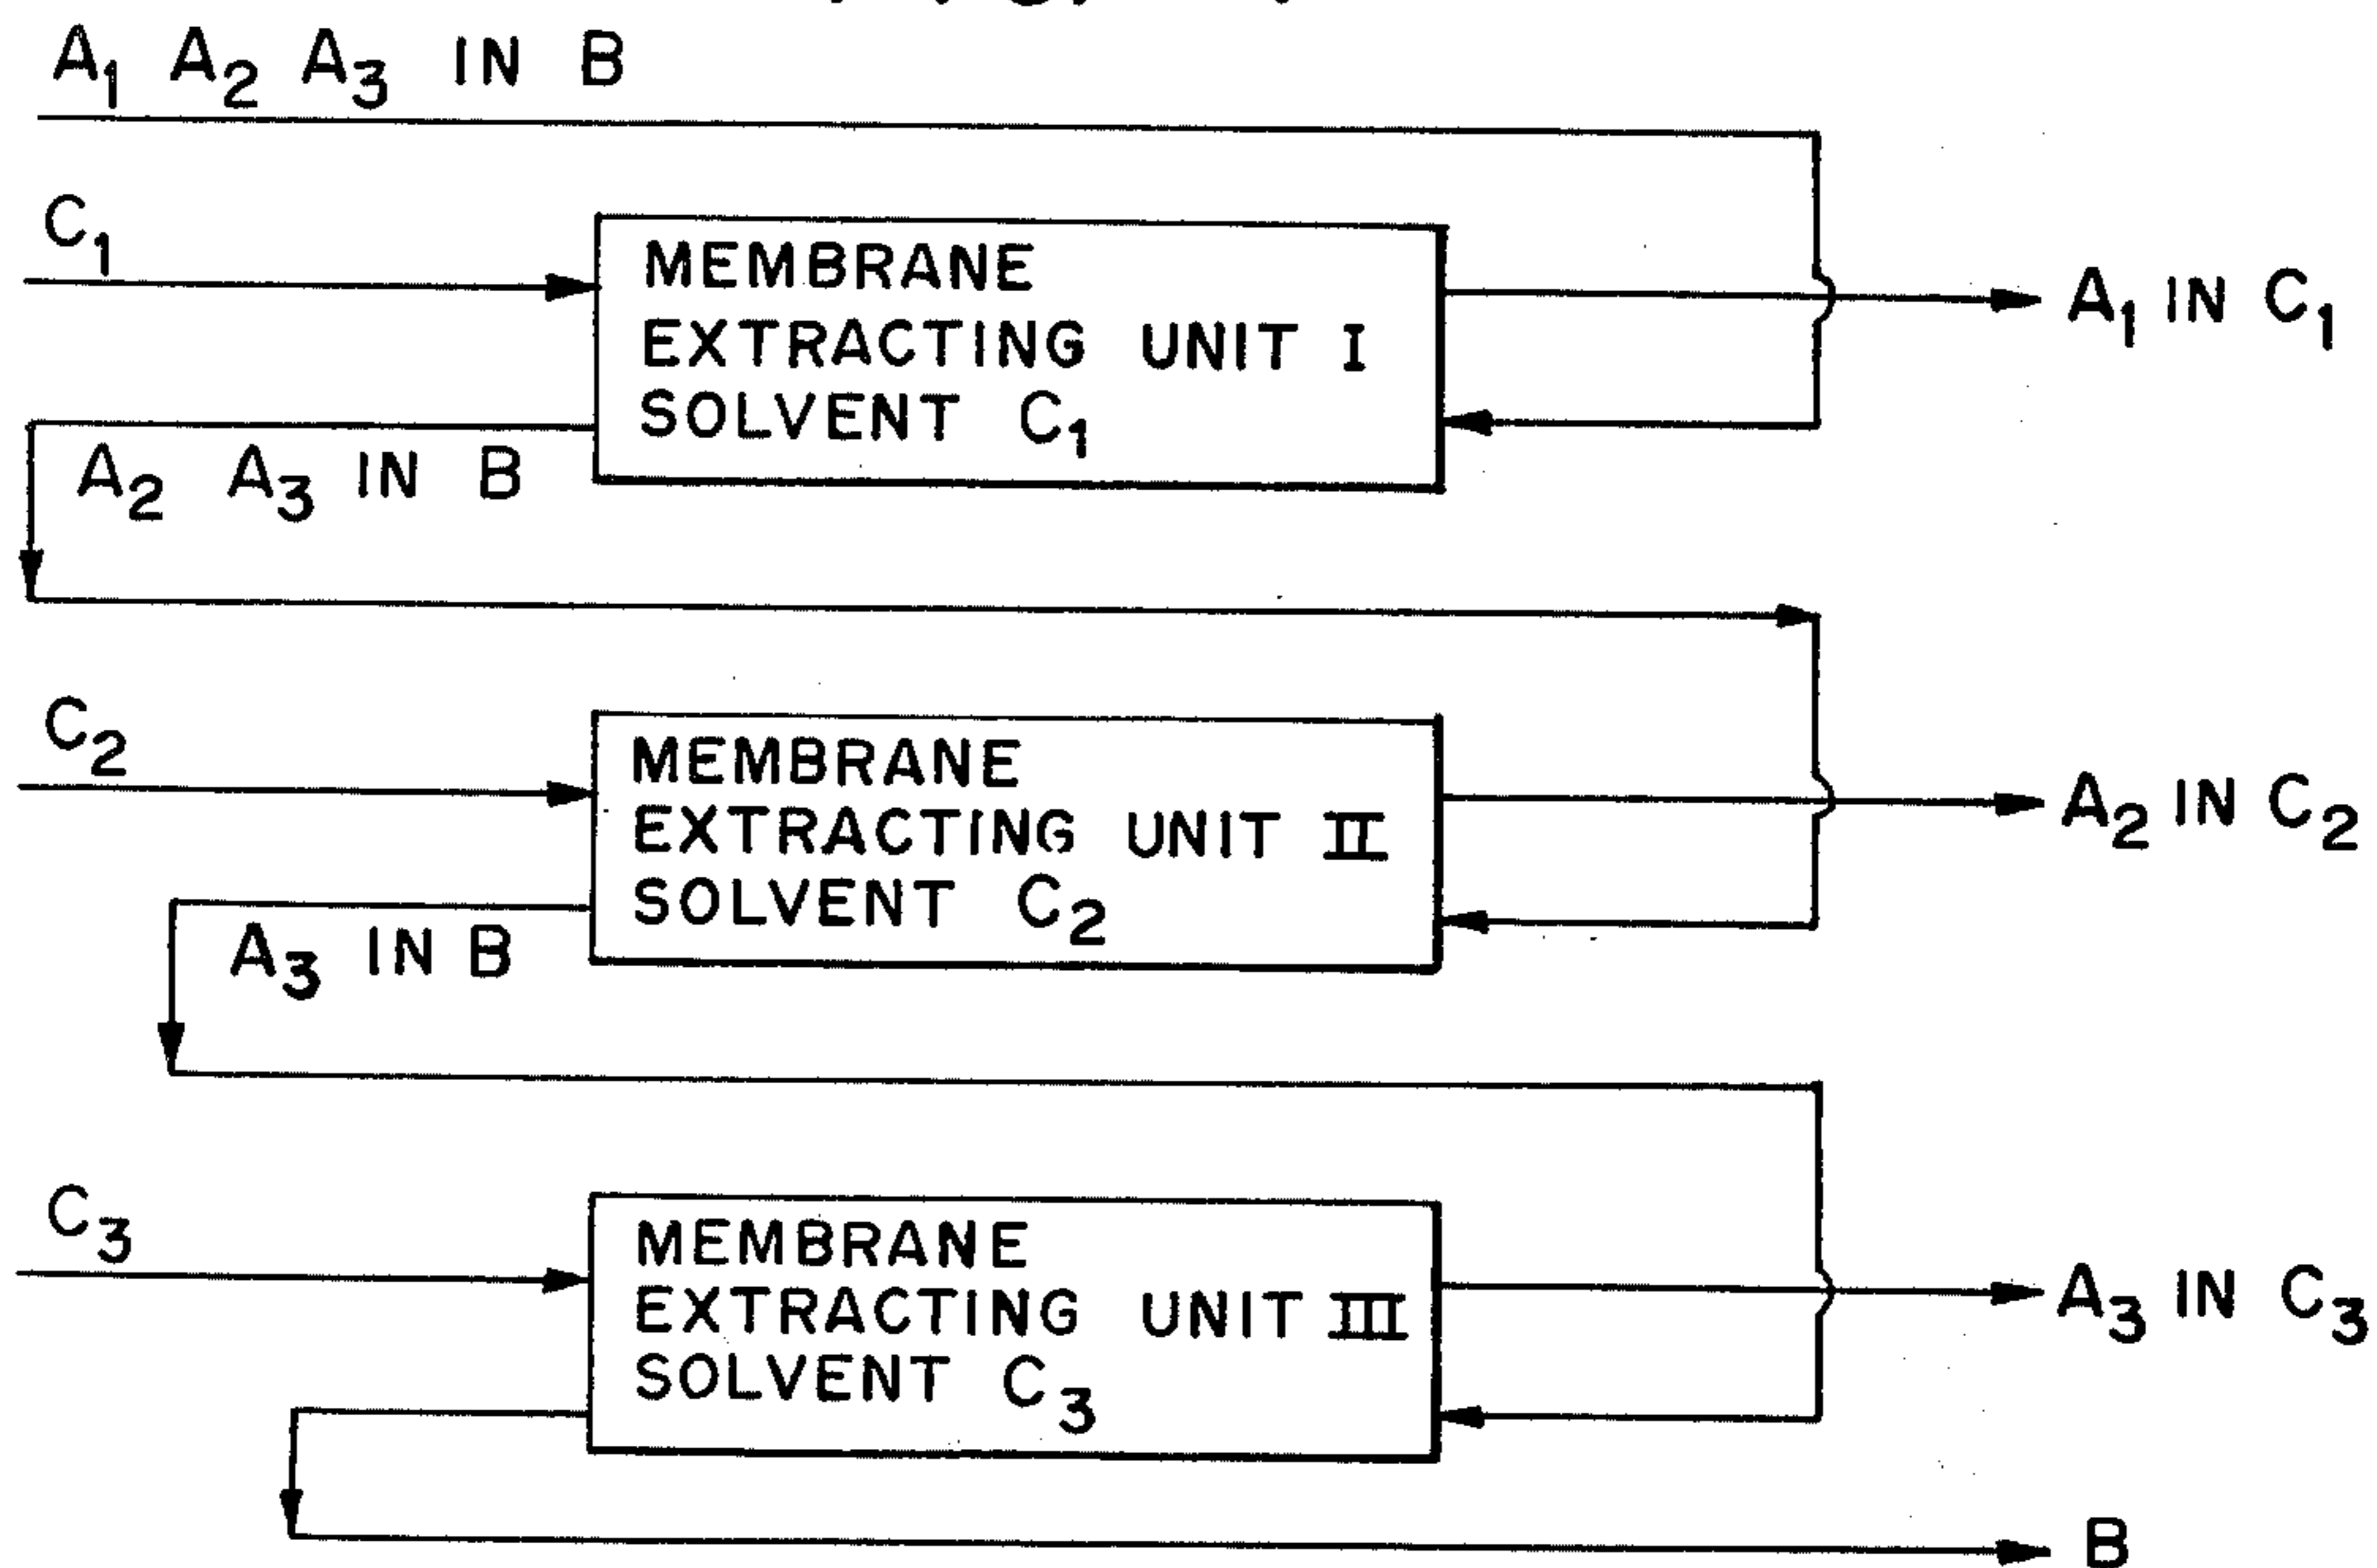 A₁ A₂ A₃ IN B
C₁
MEMBRANE
EXTRACTING UNIT I
SOLVENT C₁
A₁ IN C₁
A₂ A₃ IN B
C₂
MEMBRANE
EXTRACTING UNIT II
SOLVENT C₂
A₂ IN C₂
A₃ IN B
C₃
MEMBRANE
EXTRACTING UNIT III
SOLVENT C₃
A₃ IN C₃
B